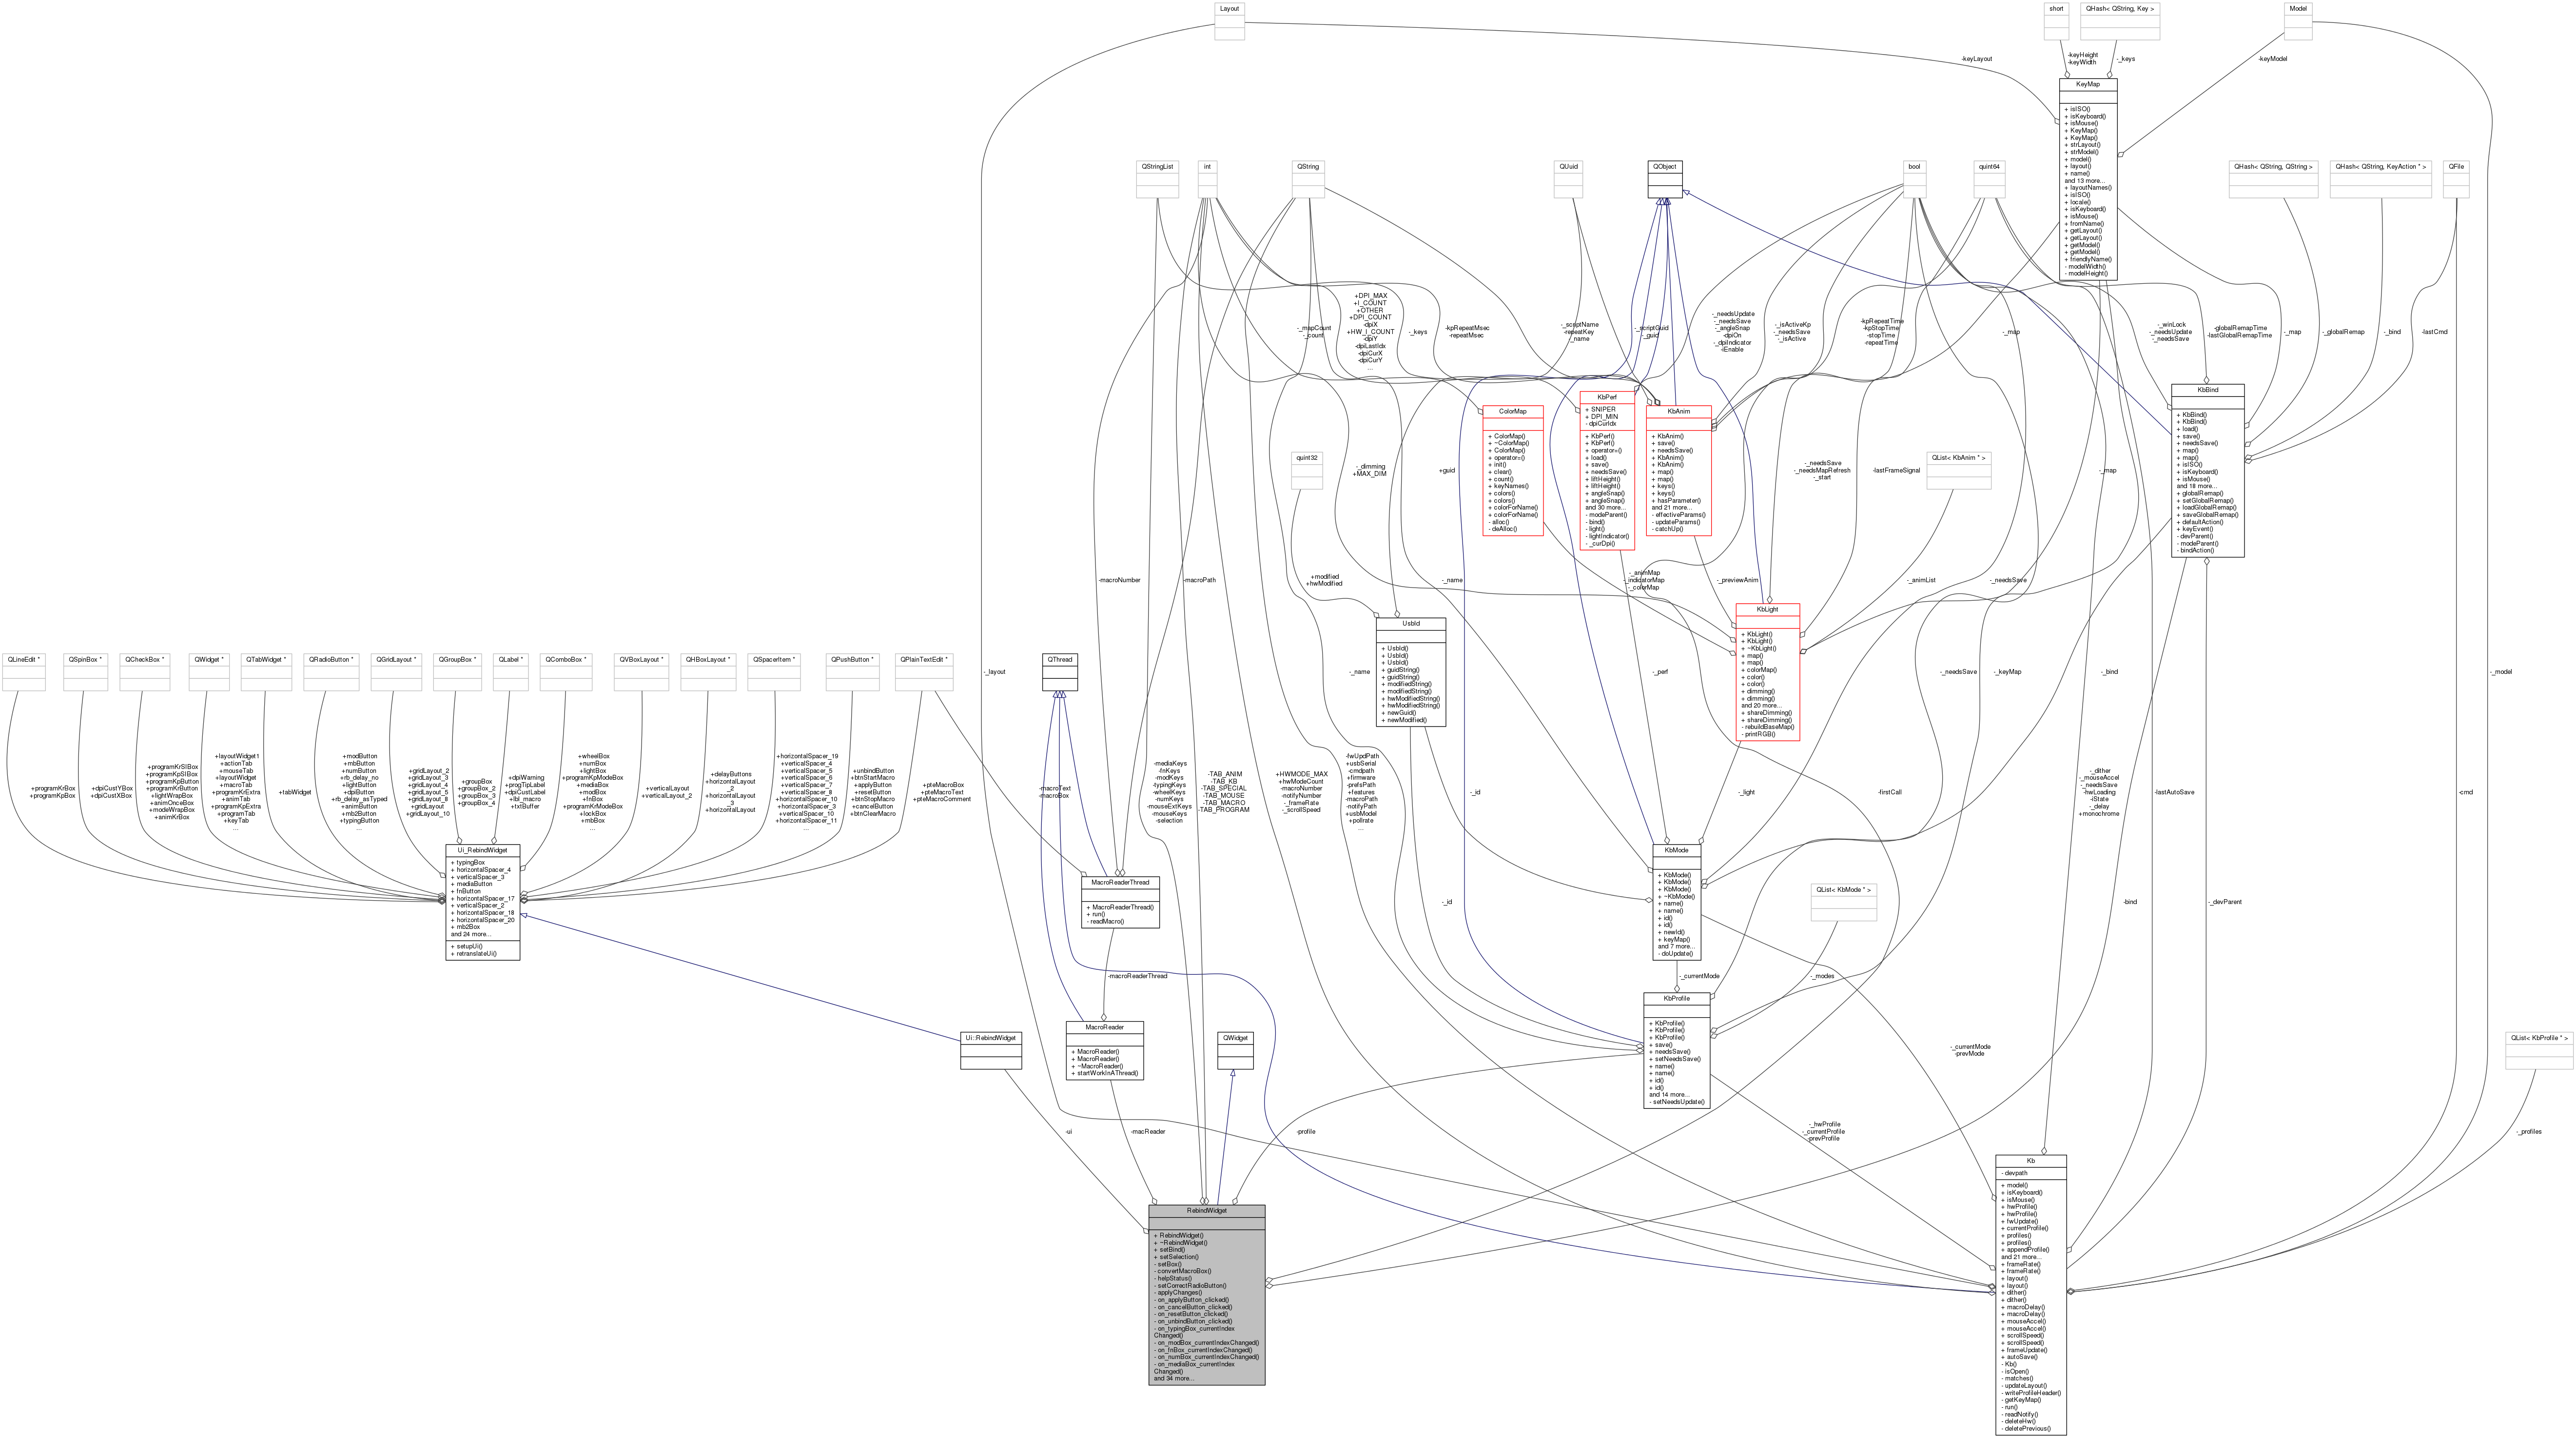 Layout
short
QHash< QString, Key >
Model
-keyLayout
-keyHeight
-keyWidth
-_keys
-keyModel
KeyMap
+ isISO()
+ isKeyboard()
+ isMouse()
+ KeyMap()
+ KeyMap()
+ strLayout()
+ strModel()
+ model()
+ layout()
+ name()
and 13 more...
+ layoutNames()
+ isISO()
+ locale()
+ isKeyboard()
+ isMouse()
+ fromName()
+ getLayout()
+ getLayout()
+ getModel()
+ getModel()
+ friendlyName()
- modelWidth()
- modelHeight()
QStringList
int
QString
QUuid
QObject
bool
quint64
QHash< QString, QString >
QHash< QString, KeyAction * >
QFile
+DPI_MAX
+I_COUNT
+OTHER
+DPI_COUNT
-dpiX
+HW_I_COUNT
-dpiY
-dpiLastIdx
-dpiCurX
-dpiCurY
...
-_mapCount
-_count
-_keys
-kpRepeatMsec
-repeatMsec
-_scriptName
-repeatKey
-_name
-_scriptGuid
-_guid
-_needsUpdate
-_needsSave
-_angleSnap
-dpiOn
-_dpiIndicator
-iEnable
-_isActiveKp
-_needsSave
-_isActive
-kpRepeatTime
-kpStopTime
-stopTime
-repeatTime
-_map
-_winLock
-_needsUpdate
-_needsSave
-globalRemapTime
-lastGlobalRemapTime
-_map
-_globalRemap
-_bind
-lastCmd
ColorMap
+ ColorMap()
+ ~ColorMap()
+ ColorMap()
+ operator=()
+ init()
+ clear()
+ count()
+ keyNames()
+ colors()
+ colors()
+ colorForName()
+ colorForName()
- alloc()
- deAlloc()
KbPerf
+ SNIPER
+ DPI_MIN
- dpiCurIdx
+ KbPerf()
+ KbPerf()
+ operator=()
+ load()
+ save()
+ needsSave()
+ liftHeight()
+ liftHeight()
+ angleSnap()
+ angleSnap()
and 30 more...
- modeParent()
- bind()
- light()
- lightIndicator()
- _curDpi()
KbAnim
+ KbAnim()
+ save()
+ needsSave()
+ KbAnim()
+ KbAnim()
+ map()
+ map()
+ keys()
+ keys()
+ hasParameter()
and 21 more...
- effectiveParams()
- updateParams()
- catchUp()
KbBind
+ KbBind()
+ KbBind()
+ load()
+ save()
+ needsSave()
+ map()
+ map()
+ isISO()
+ isKeyboard()
+ isMouse()
and 18 more...
+ globalRemap()
+ setGlobalRemap()
+ loadGlobalRemap()
+ saveGlobalRemap()
+ defaultAction()
+ keyEvent()
- devParent()
- modeParent()
- bindAction()
quint32
QList< KbAnim * >
-_dimming
+MAX_DIM
+guid
-_needsSave
-_needsMapRefresh
-_start
-lastFrameSignal
-_map
-macroNumber
-macroPath
+modified
+hwModified
-_name
-_animMap
-_indicatorMap
-_colorMap
-_previewAnim
-_animList
-_needsSave
UsbId
+ UsbId()
+ UsbId()
+ UsbId()
+ guidString()
+ guidString()
+ modifiedString()
+ modifiedString()
+ hwModifiedString()
+ hwModifiedString()
+ newGuid()
+ newModified()
KbLight
+ KbLight()
+ KbLight()
+ ~KbLight()
+ map()
+ map()
+ colorMap()
+ color()
+ color()
+ dimming()
+ dimming()
and 20 more...
+ shareDimming()
+ shareDimming()
- rebuildBaseMap()
- printRGB()
QLineEdit *
QSpinBox *
QCheckBox *
QWidget *
QTabWidget *
QRadioButton *
QGridLayout *
QGroupBox *
QLabel *
QComboBox *
QVBoxLayout *
QHBoxLayout *
QSpacerItem *
QPushButton *
QPlainTextEdit *
QThread
-_layout
-_name
-_perf
-_needsSave
-_keyMap
-_bind
-_model
+programKrBox
+programKpBox
+dpiCustYBox
+dpiCustXBox
+programKrSIBox
+programKpSIBox
+programKpButton
+programKrButton
+lightWrapBox
+animOnceBox
+modeWrapBox
+animKrBox
+layoutWidget1
+actionTab
+mouseTab
+layoutWidget
+macroTab
+programKrExtra
+animTab
+programKpExtra
+programTab
+keyTab
...
+tabWidget
+modButton
+mbButton
+numButton
+rb_delay_no
+lightButton
+dpiButton
+rb_delay_asTyped
+animButton
+mb2Button
+typingButton
...
+gridLayout_2
+gridLayout_3
+gridLayout_4
+gridLayout_5
+gridLayout_8
+gridLayout
+gridLayout_10
+groupBox
+groupBox_2
+groupBox_3
+groupBox_4
+dpiWarning
+progTipLabel
+dpiCustLabel
+lbl_macro
+txtBuffer
+wheelBox
+numBox
+lightBox
+programKpModeBox
+mediaBox
+modBox
+fnBox
+programKrModeBox
+lockBox
+mbBox
...
+verticalLayout
+verticalLayout_2
+delayButtons
+horizontalLayout
_2
+horizontalLayout
_3
+horizontalLayout
+horizontalSpacer_19
+verticalSpacer_4
+verticalSpacer_5
+verticalSpacer_6
+verticalSpacer_7
+verticalSpacer_8
+horizontalSpacer_10
+horizontalSpacer_3
+verticalSpacer_10
+horizontalSpacer_11
...
+unbindButton
+btnStartMacro
+applyButton
+resetButton
+btnStopMacro
+cancelButton
+btnClearMacro
+pteMacroBox
+pteMacroText
+pteMacroComment
-macroText
-macroBox
-mediaKeys
-fnKeys
-modKeys
-typingKeys
-wheelKeys
-numKeys
-mouseExtKeys
-mouseKeys
-selection
-TAB_ANIM
-TAB_KB
-TAB_SPECIAL
-TAB_MOUSE
-TAB_MACRO
-TAB_PROGRAM
+HWMODE_MAX
+hwModeCount
-macroNumber
-notifyNumber
-_frameRate
-_scrollSpeed
-fwUpdPath
+usbSerial
-cmdpath
+firmware
-prefsPath
+features
-macroPath
-notifyPath
+usbModel
+pollrate
...
-_id
-_light
-firstCall
-_dither
-_mouseAccel
-_needsSave
-hwLoading
-iState
-_delay
+monochrome
-lastAutoSave
-cmd
Ui_RebindWidget
+ typingBox
+ horizontalSpacer_4
+ verticalSpacer_3
+ mediaButton
+ fnButton
+ horizontalSpacer_17
+ verticalSpacer_2
+ horizontalSpacer_18
+ horizontalSpacer_20
+ mb2Box
and 24 more...
+ setupUi()
+ retranslateUi()
MacroReaderThread
+ MacroReaderThread()
+ run()
- readMacro()
KbMode
+ KbMode()
+ KbMode()
+ KbMode()
+ ~KbMode()
+ name()
+ name()
+ id()
+ id()
+ newId()
+ keyMap()
and 7 more...
- doUpdate()
QList< KbMode * >
-_id
-bind
-_devParent
-macroReaderThread
-_currentMode
-_modes
KbProfile
+ KbProfile()
+ KbProfile()
+ KbProfile()
+ save()
+ needsSave()
+ setNeedsSave()
+ name()
+ name()
+ id()
+ id()
and 14 more...
- setNeedsUpdate()
Ui::RebindWidget
MacroReader
+ MacroReader()
+ MacroReader()
+ ~MacroReader()
+ startWorkInAThread()
QWidget
-_currentMode
-prevMode
QList< KbProfile * >
-ui
-macReader
-profile
-_hwProfile
-_currentProfile
-prevProfile
-_profiles
RebindWidget
+ RebindWidget()
+ ~RebindWidget()
+ setBind()
+ setSelection()
- setBox()
- convertMacroBox()
- helpStatus()
- setCorrectRadioButton()
- applyChanges()
- on_applyButton_clicked()
- on_cancelButton_clicked()
- on_resetButton_clicked()
- on_unbindButton_clicked()
- on_typingBox_currentIndex
Changed()
- on_modBox_currentIndexChanged()
- on_fnBox_currentIndexChanged()
- on_numBox_currentIndexChanged()
- on_mediaBox_currentIndex
Changed()
and 34 more...
Kb
- devpath
+ model()
+ isKeyboard()
+ isMouse()
+ hwProfile()
+ hwProfile()
+ fwUpdate()
+ currentProfile()
+ profiles()
+ profiles()
+ appendProfile()
and 21 more...
+ frameRate()
+ frameRate()
+ layout()
+ layout()
+ dither()
+ dither()
+ macroDelay()
+ macroDelay()
+ mouseAccel()
+ mouseAccel()
+ scrollSpeed()
+ scrollSpeed()
+ frameUpdate()
+ autoSave()
- Kb()
- isOpen()
- matches()
- updateLayout()
- writeProfileHeader()
- getKeyMap()
- run()
- readNotify()
- deleteHw()
- deletePrevious()